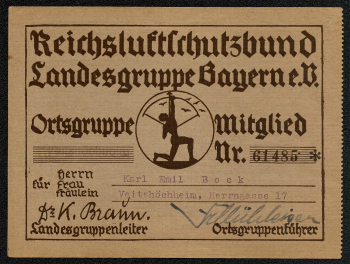 Reichsluftschutzbund
Landesgruppe Bayern e.V.
Ortsgruppe Mitglied
Nr. 61485 *
für Herrn Frau Fräulein
Karl Emil Bock
Veitshöchheim, Herrngasse 17
Dr K. Braun.
Landesgruppenleiter Ortsgruppenführer